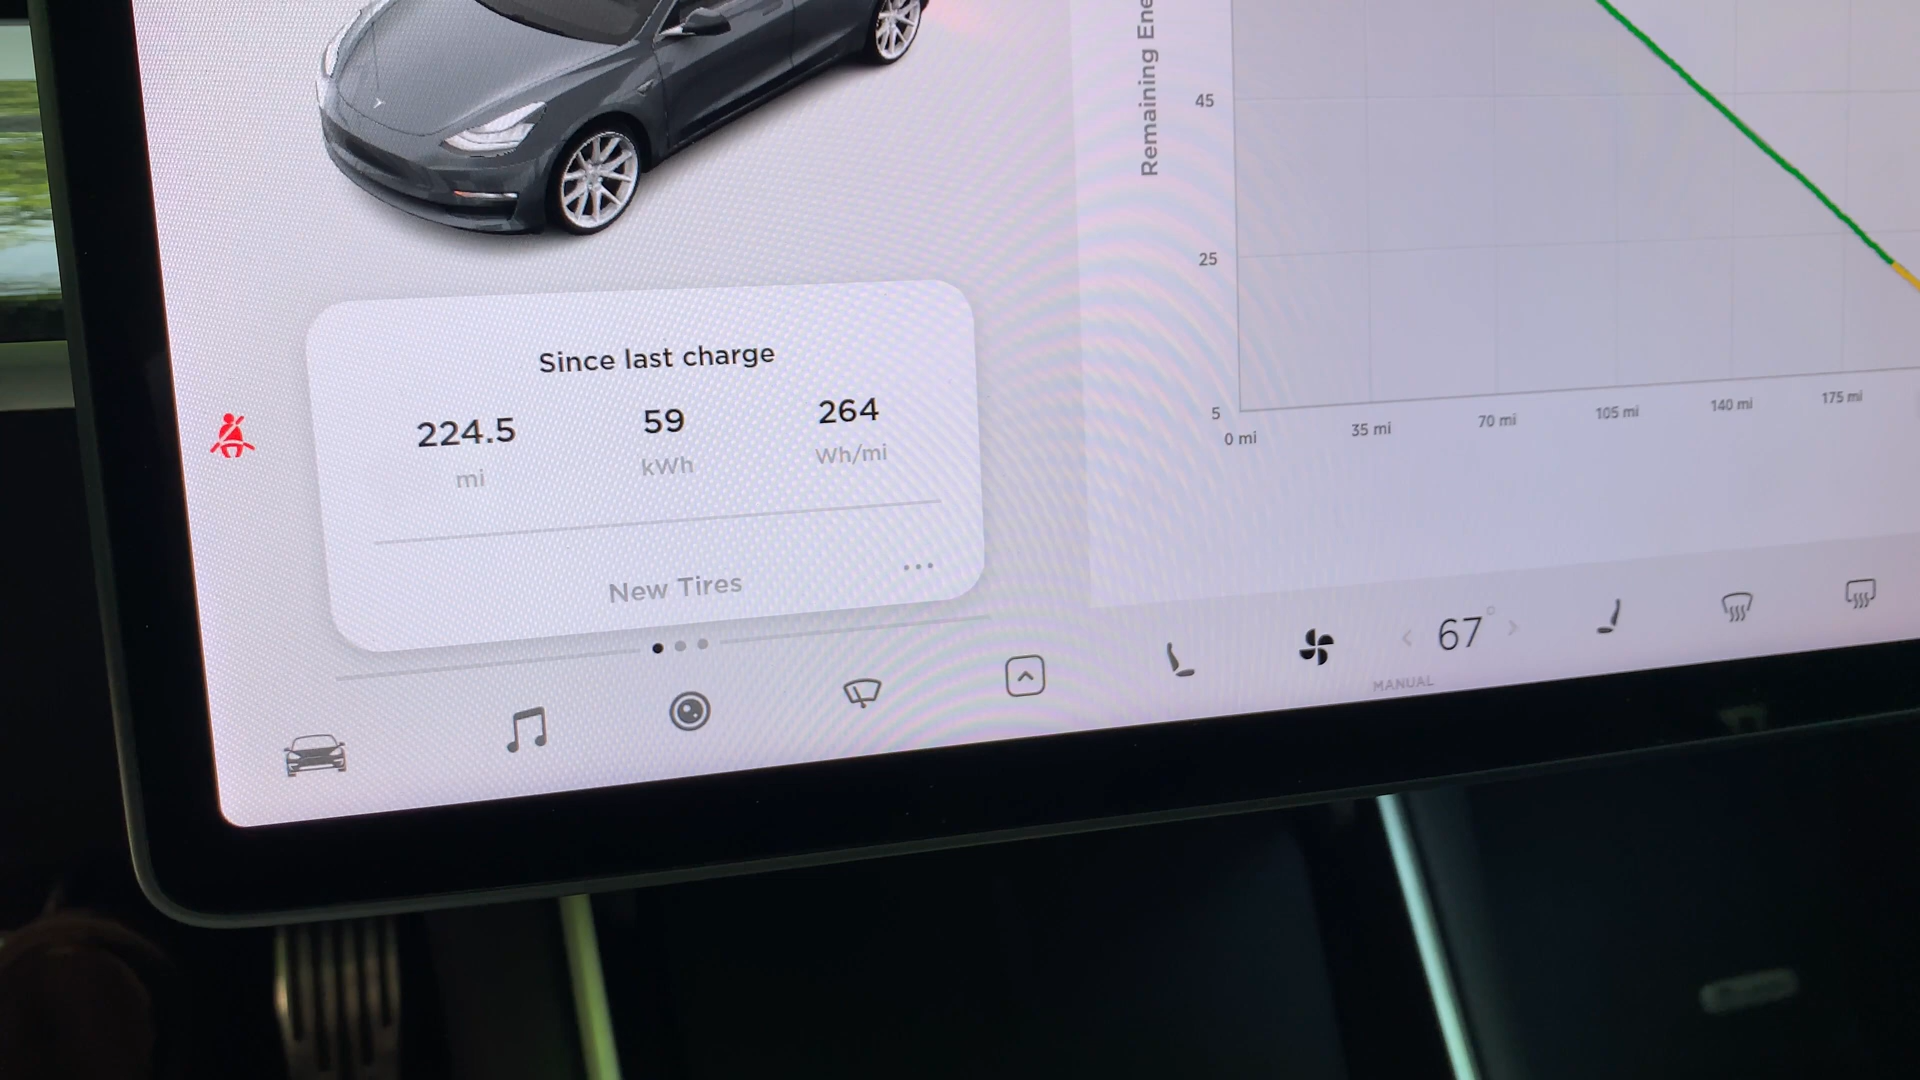 Since last charge
224.5 59 264
mi kWh Wh/mi
New Tires
Remaining
45
25
5
0 mi 35 mi 70 mi 105 mi 140 mi 175 mi
67°
MANUAL